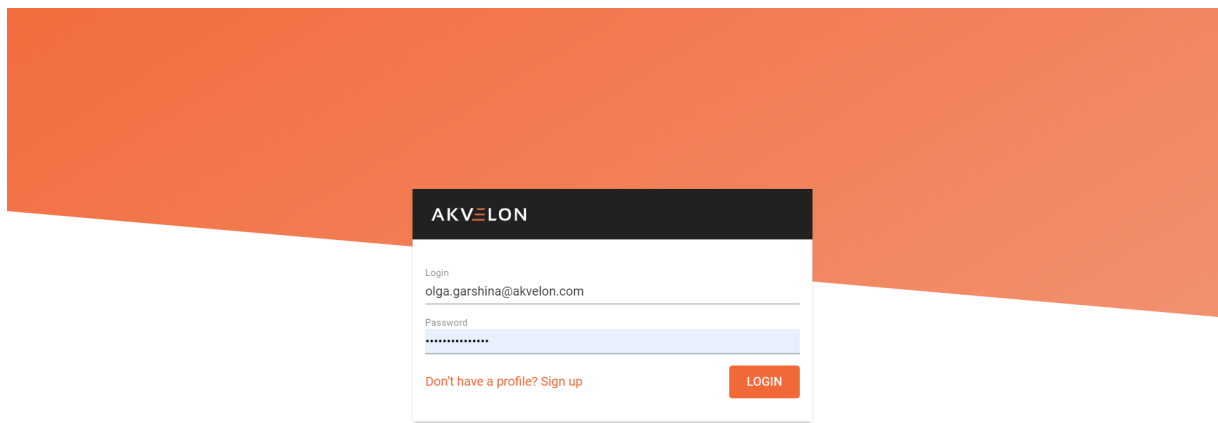 AKVELON
Login
olga.garshina@akvelon.com
Password
•••••••••••••••
Don't have a profile? Sign up
LOGIN